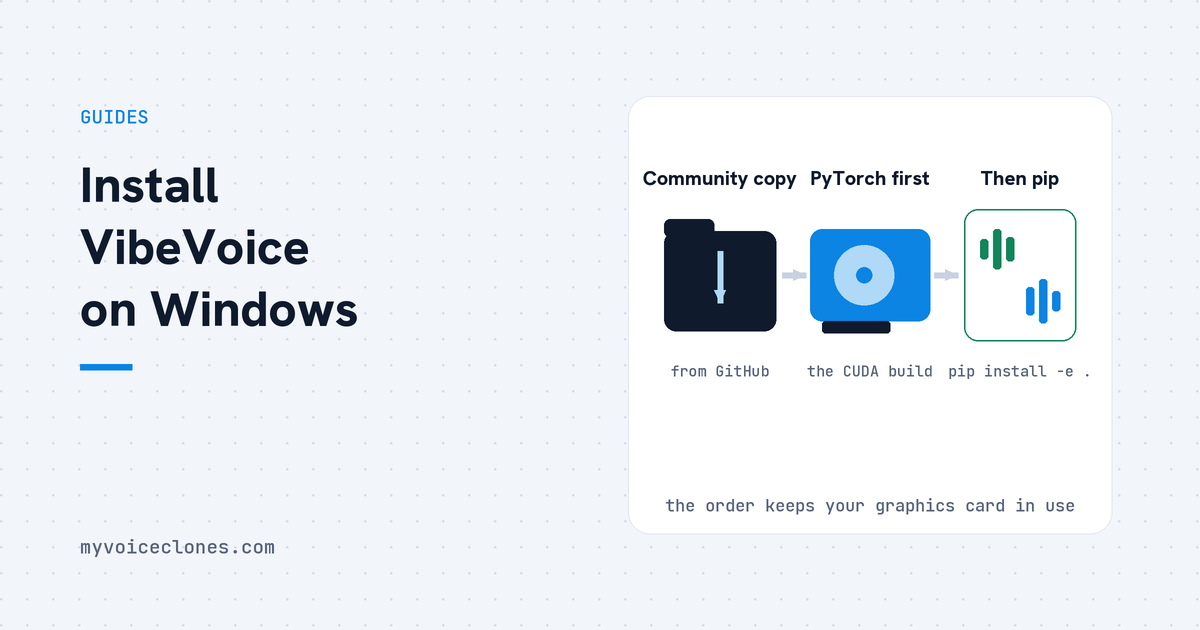 GUIDES
Install
VibeVoice
on Windows
myvoiceclones.com
Community copy
PyTorch first
Then pip
from GitHub
the CUDA build
pip install -e .
the order keeps your graphics card in use